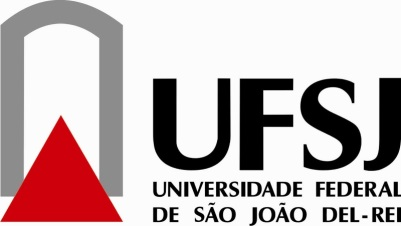 UFSJ
UNIVERSIDADE FEDERAL
DE SÃO JOÃO DEL-REI